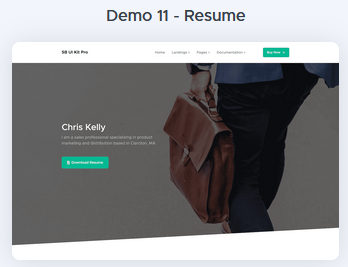 Demo 11 - Resume
SB UI Kit Pro
Home Landings Pages Documentation Buy Now
Chris Kelly
I am a sales professional specializing in product
marketing and distribution based in Clanston, MA.
Download Resume